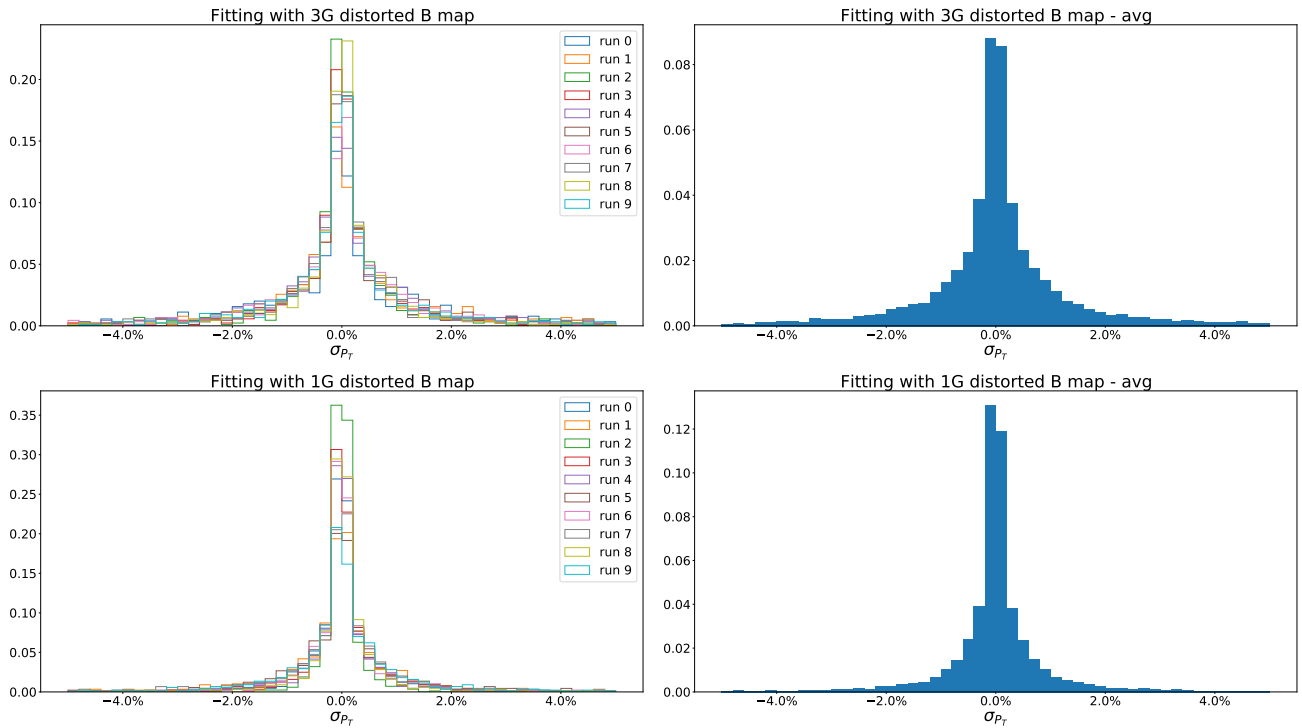 Fitting with 3G distorted B map
0.20
0.15
0.10
0.05
0.00
−4.0% −2.0% 0.0% 2.0% 4.0%
σ_{P_T}
run 0
run 1
run 2
run 3
run 4
run 5
run 6
run 7
run 8
run 9
Fitting with 3G distorted B map - avg
0.08
0.06
0.04
0.02
0.00
−4.0% −2.0% 0.0% 2.0% 4.0%
σ_{P_T}
Fitting with 1G distorted B map
0.35
0.30
0.25
0.20
0.15
0.10
0.05
0.00
−4.0% −2.0% 0.0% 2.0% 4.0%
σ_{P_T}
run 0
run 1
run 2
run 3
run 4
run 5
run 6
run 7
run 8
run 9
Fitting with 1G distorted B map - avg
0.12
0.10
0.08
0.06
0.04
0.02
0.00
−4.0% −2.0% 0.0% 2.0% 4.0%
σ_{P_T}